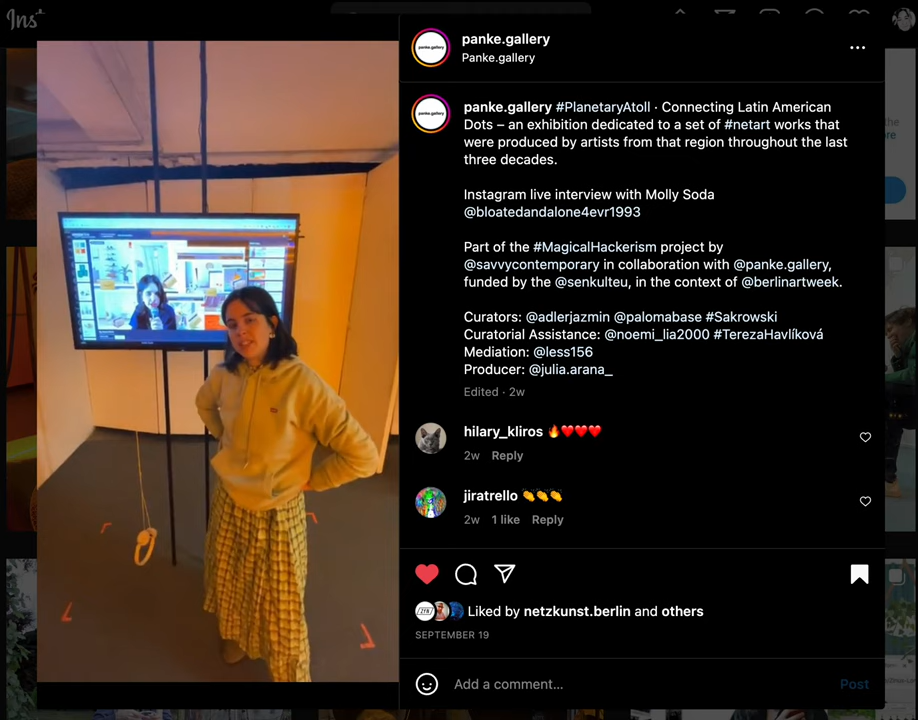 Ins
panke.gallery
Panke.gallery
panke.gallery #PlanetaryAtoll · Connecting Latin American
Dots – an exhibition dedicated to a set of #netart works that
were produced by artists from that region throughout the last
three decades.
Instagram live interview with Molly Soda
@bloatedandalone4evr1993
Part of the #MagicalHackerism project by
@savvycontemporary in collaboration with @panke.gallery,
funded by the @senkulteu, in the context of @berlinartweek.
Curators: @adlerjazmin @palomabase #Sakrowski
Curatorial Assistance: @noemi_lia2000 #TerezaHavlíková
Mediation: @less156
Producer: @julia.arana_
Edited · 2w
hilary_kliros 🔥❤️❤️❤️
2w Reply
jiratrello 👏👏👏
2w 1 like Reply
Liked by netzkunst.berlin and others
SEPTEMBER 19
Add a comment...
Post